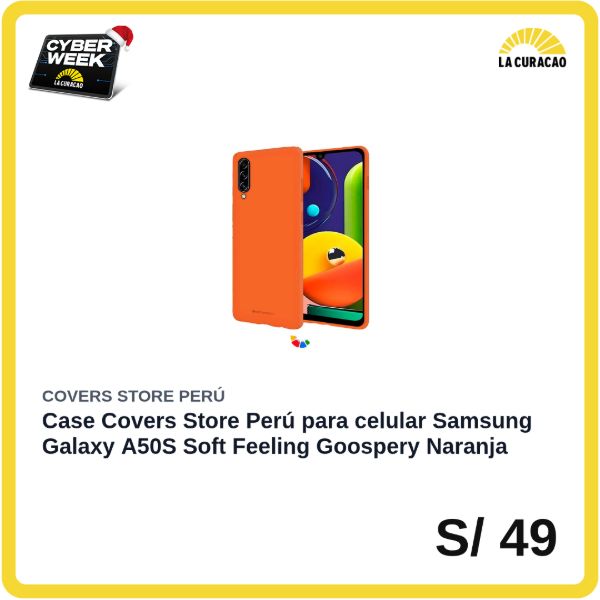 CYBER
WEEK
LA CURACAO
LA CURACAO
COVERS STORE PERÚ
Case Covers Store Perú para celular Samsung
Galaxy A50S Soft Feeling Goospery Naranja
S/ 49